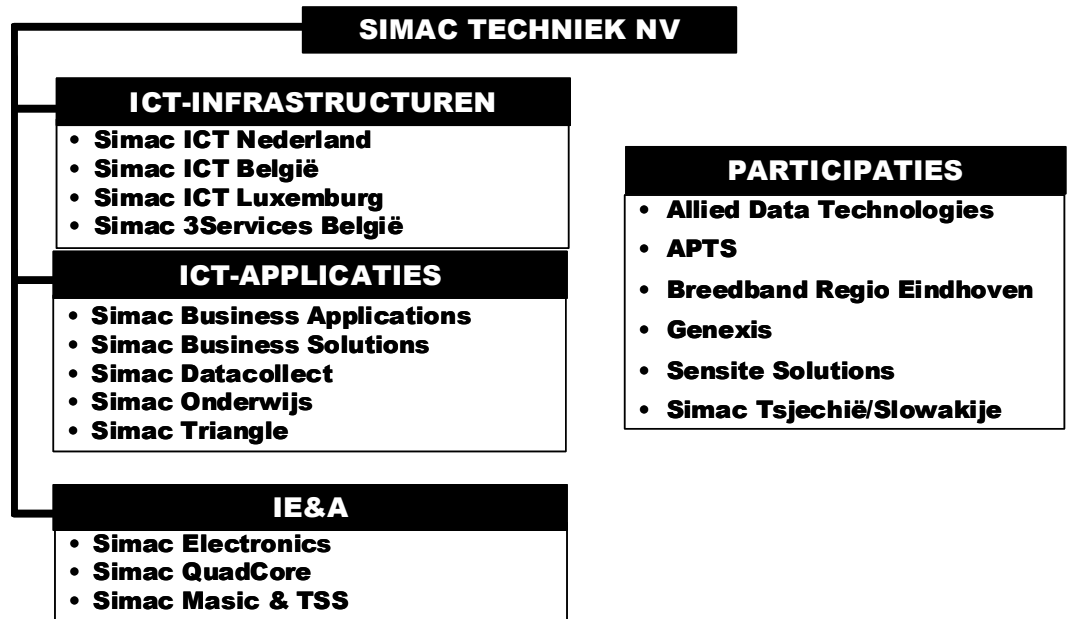 SIMAC TECHNIEK NV
ICT-INFRASTRUCTUREN
• Simac ICT Nederland
• Simac ICT België
• Simac ICT Luxemburg
• Simac 3Services België
ICT-APPLICATIES
• Simac Business Applications
• Simac Business Solutions
• Simac Datacollect
• Simac Onderwijs
• Simac Triangle
IE&A
• Simac Electronics
• Simac QuadCore
• Simac Masic & TSS
PARTICIPATIES
• Allied Data Technologies
• APTS
• Breedband Regio Eindhoven
• Genexis
• Sensite Solutions
• Simac Tsjechië/Slowakije